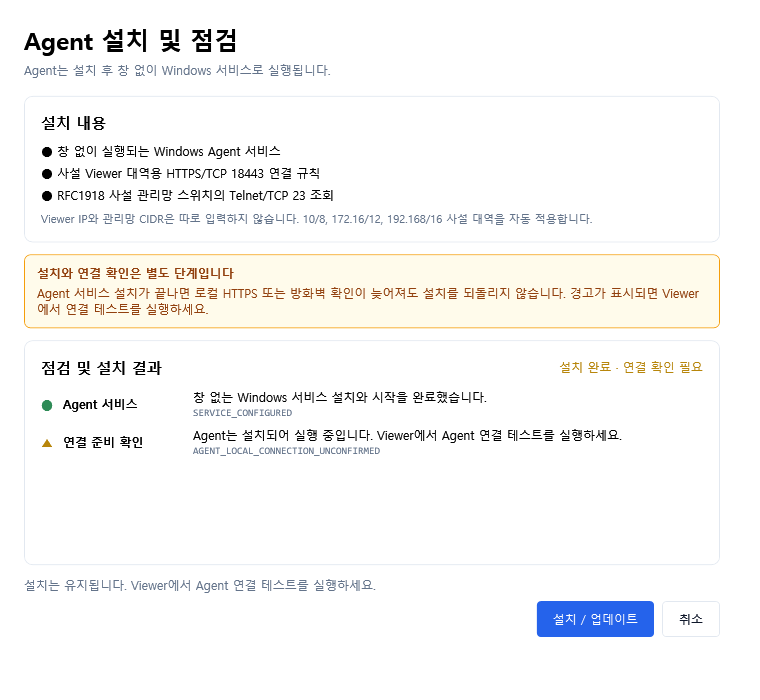 Agent 설치 및 점검
Agent는 설치 후 창 없이 Windows 서비스로 실행됩니다.
설치 내용
● 창 없이 실행되는 Windows Agent 서비스
● 사설 Viewer 대역용 HTTPS/TCP 18443 연결 규칙
● RFC1918 사설 관리망 스위치의 Telnet/TCP 23 조회
Viewer IP와 관리망 CIDR은 따로 입력하지 않습니다. 10/8, 172.16/12, 192.168/16 사설 대역을 자동 적용합니다.
설치와 연결 확인은 별도 단계입니다
Agent 서비스 설치가 끝나면 로컬 HTTPS 또는 방화벽 확인이 늦어져도 설치를 되돌리지 않습니다. 경고가 표시되면 Viewer
에서 연결 테스트를 실행하세요.
점검 및 설치 결과
설치 완료 · 연결 확인 필요
Agent 서비스
창 없는 Windows 서비스 설치와 시작을 완료했습니다.
SERVICE_CONFIGURED
연결 준비 확인
Agent는 설치되어 실행 중입니다. Viewer에서 Agent 연결 테스트를 실행하세요.
AGENT_LOCAL_CONNECTION_UNCONFIRMED
설치는 유지됩니다. Viewer에서 Agent 연결 테스트를 실행하세요.
설치 / 업데이트
취소